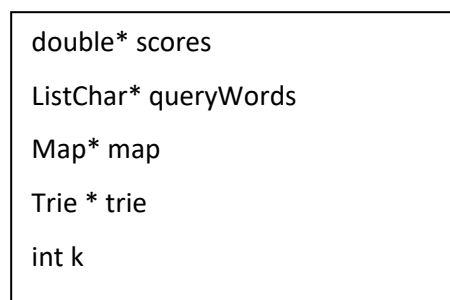 double* scores
ListChar* queryWords
Map* map
Trie * trie
int k